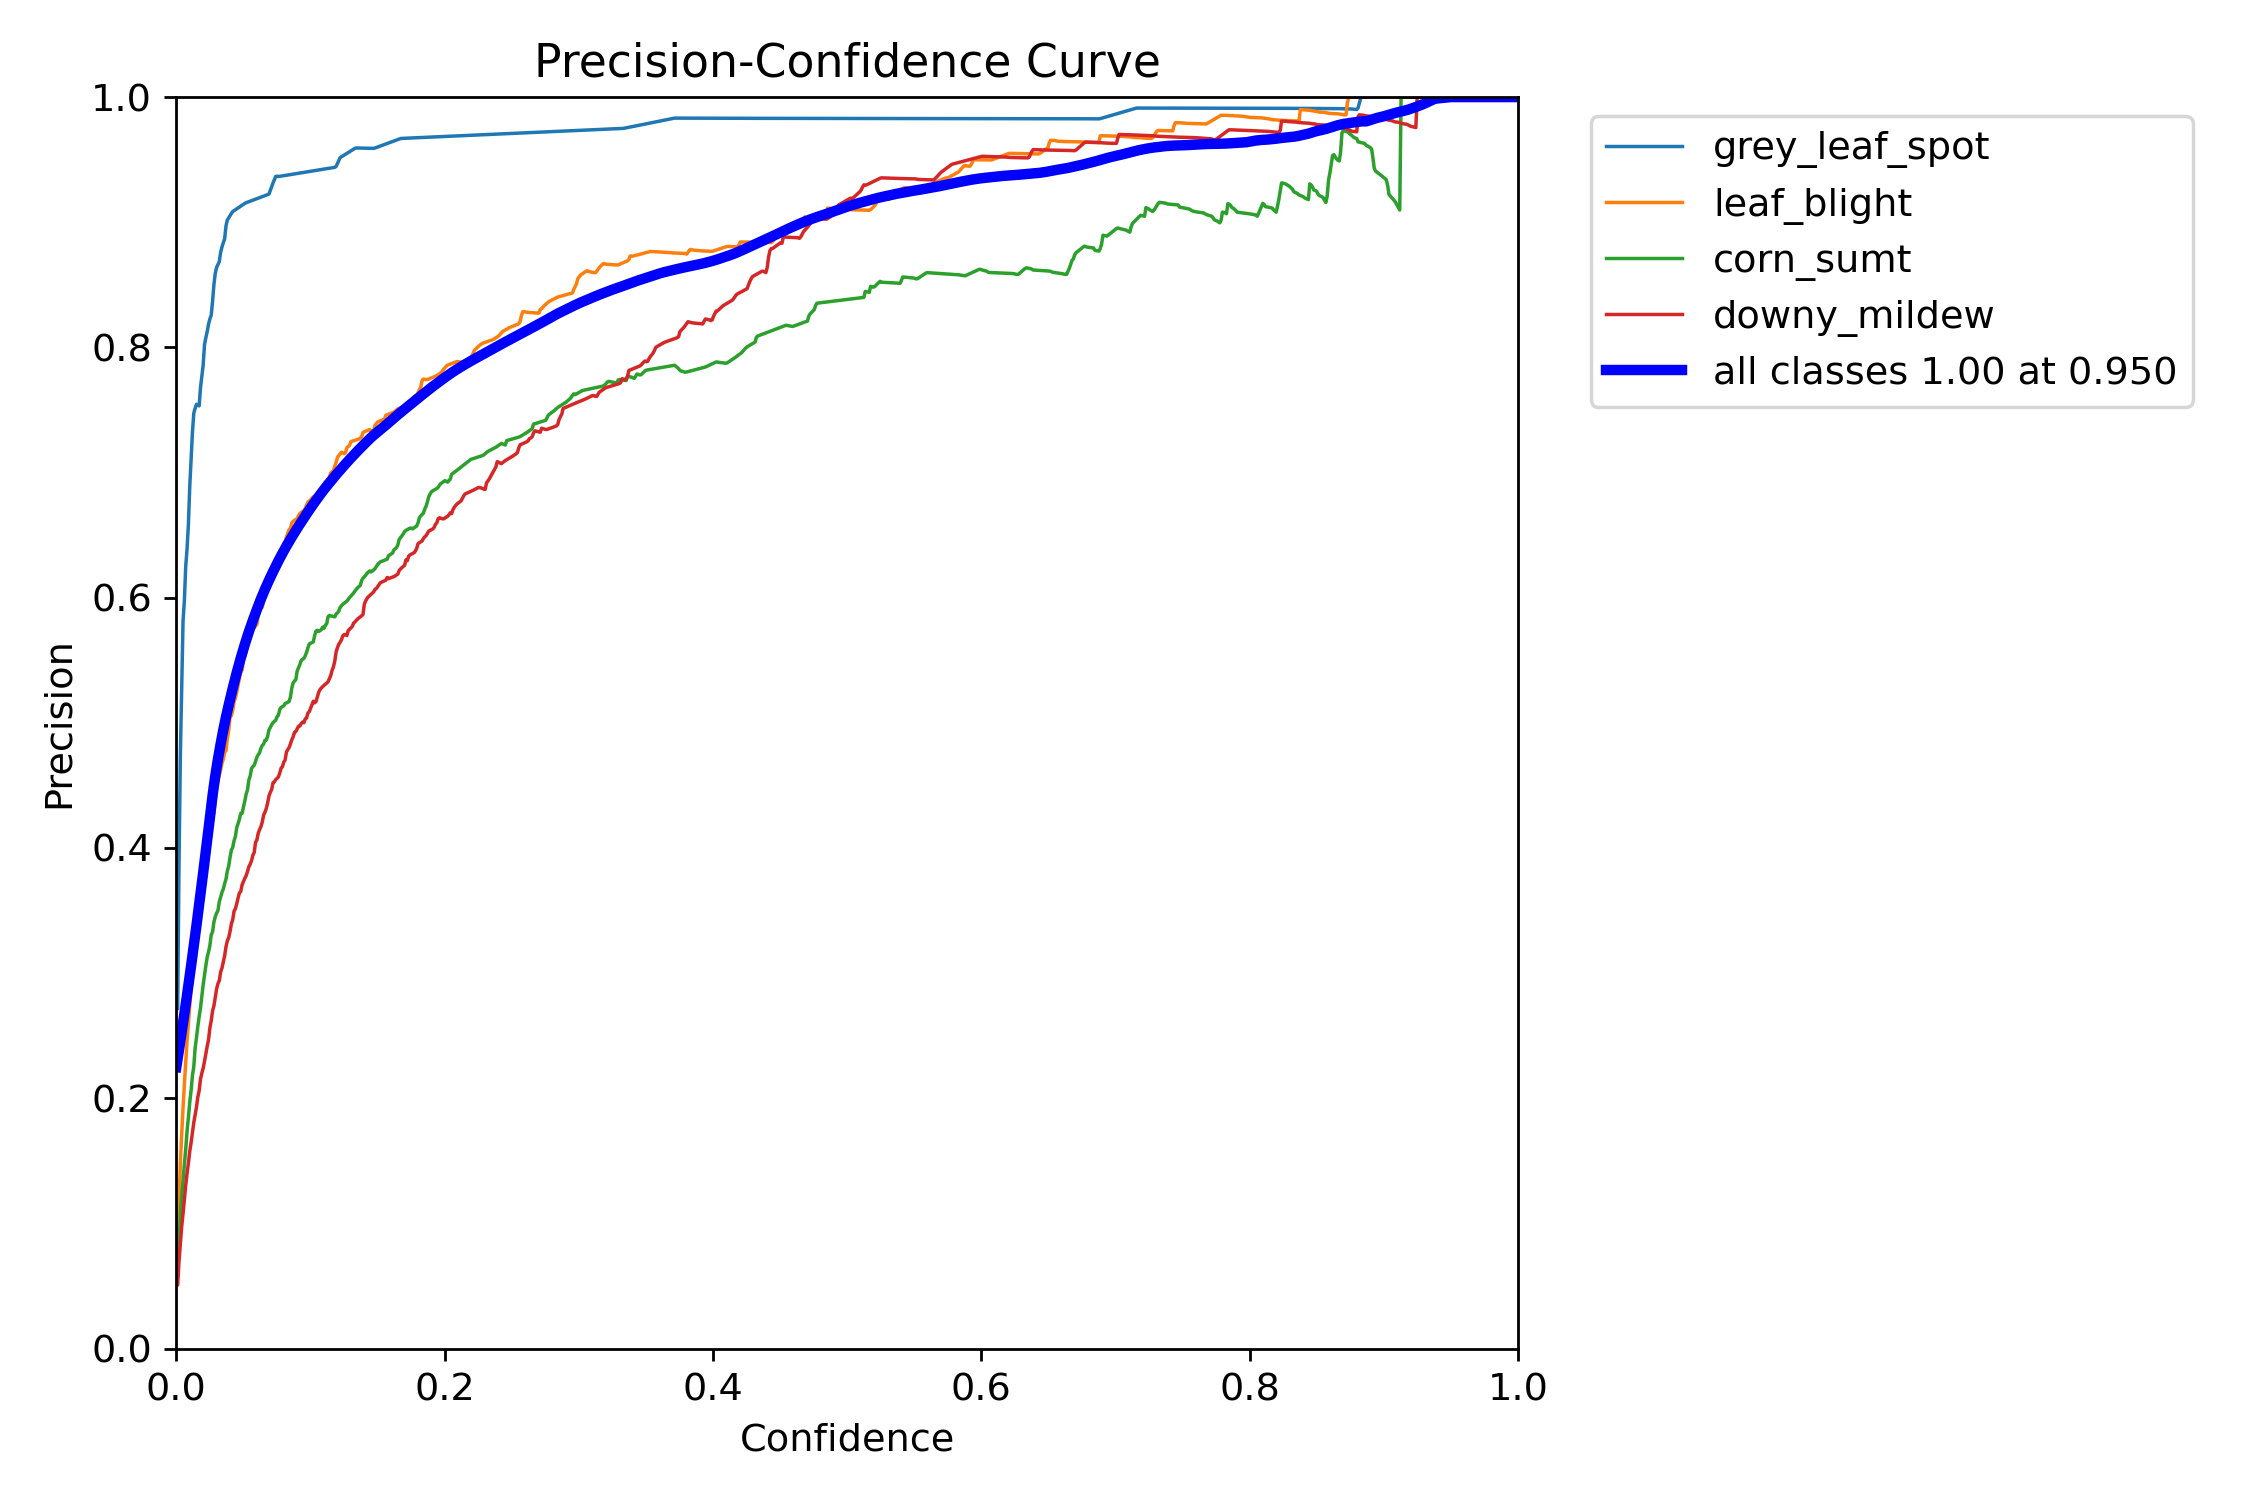 Precision-Confidence Curve
1.0
0.8
0.6
0.4
0.2
0.0
Precision
0.0 0.2 0.4 0.6 0.8 1.0
Confidence
grey_leaf_spot
leaf_blight
corn_sumt
downy_mildew
all classes 1.00 at 0.950